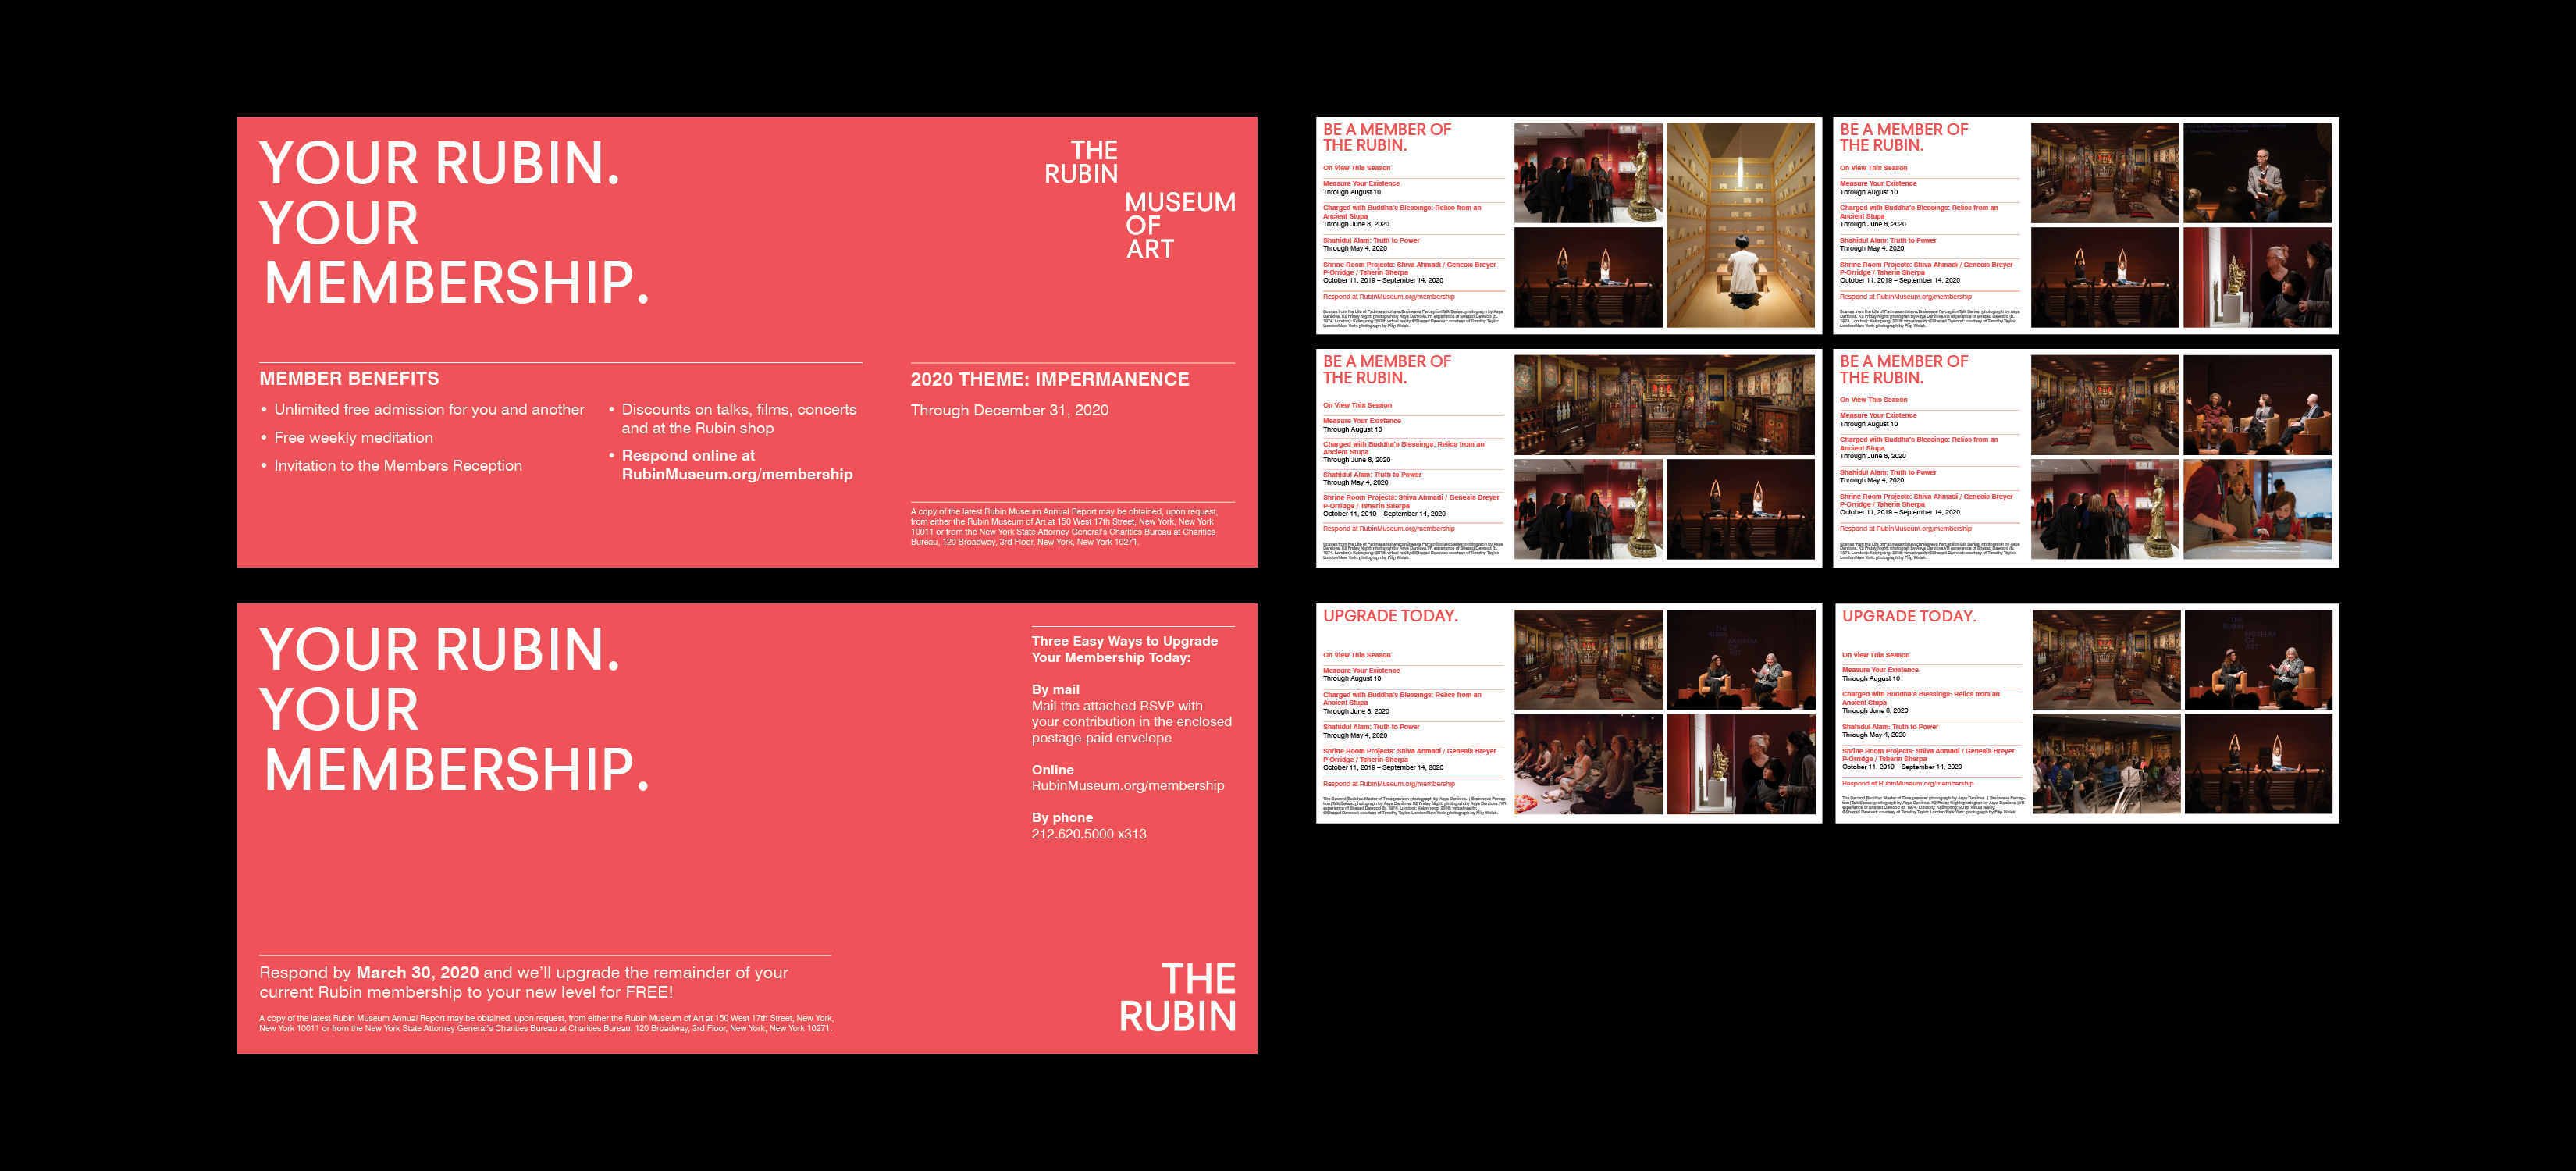 YOUR RUBIN.
YOUR
MEMBERSHIP.
THE
RUBIN
MUSEUM
OF
ART
MEMBER BENEFITS
• Unlimited free admission for you and another
• Free weekly meditation
• Invitation to the Members Reception
• Discounts on talks, films, concerts
and at the Rubin shop
• Respond online at
RubinMuseum.org/membership
2020 THEME: IMPERMANENCE
Through December 31, 2020
A copy of the latest Rubin Museum Annual Report may be obtained, upon request,
from either the Rubin Museum of Art at 150 West 17th Street, New York, New York
10011 or from the New York State Attorney General's Charities Bureau at Charities
Bureau, 120 Broadway, 3rd Floor, New York, New York 10271.
YOUR RUBIN.
YOUR
MEMBERSHIP.
Three Easy Ways to Upgrade
Your Membership Today:
By mail
Mail the attached RSVP with
your contribution in the enclosed
postage-paid envelope
Online
RubinMuseum.org/membership
By phone
212.620.5000 x313
Respond by March 30, 2020 and we'll upgrade the remainder of your
current Rubin membership to your new level for FREE!
A copy of the latest Rubin Museum Annual Report may be obtained, upon request, from either the Rubin Museum of Art at 150 West 17th Street, New York,
New York 10011 or from the New York State Attorney General's Charities Bureau at Charities Bureau, 120 Broadway, 3rd Floor, New York, New York 10271.
THE
RUBIN
BE A MEMBER OF
THE RUBIN.
On View This Season
Measure Your Existence
Through August 10
Charged with Buddha's Blessings: Relics from an
Ancient Stupa
Through June 8, 2020
Shahidul Alam: Truth to Power
Through May 4, 2020
Shrine Room Projects: Shiva Ahmadi / Genesis Breyer
P-Orridge / Tsherin Sherpa
October 11, 2019 – September 14, 2020
Respond at RubinMuseum.org/membership
BE A MEMBER OF
THE RUBIN.
On View This Season
Measure Your Existence
Through August 10
Charged with Buddha's Blessings: Relics from an
Ancient Stupa
Through June 8, 2020
Shahidul Alam: Truth to Power
Through May 4, 2020
Shrine Room Projects: Shiva Ahmadi / Genesis Breyer
P-Orridge / Tsherin Sherpa
October 11, 2019 – September 14, 2020
Respond at RubinMuseum.org/membership
BE A MEMBER OF
THE RUBIN.
On View This Season
Measure Your Existence
Through August 10
Charged with Buddha's Blessings: Relics from an
Ancient Stupa
Through June 8, 2020
Shahidul Alam: Truth to Power
Through May 4, 2020
Shrine Room Projects: Shiva Ahmadi / Genesis Breyer
P-Orridge / Tsherin Sherpa
October 11, 2019 – September 14, 2020
Respond at RubinMuseum.org/membership
BE A MEMBER OF
THE RUBIN.
On View This Season
Measure Your Existence
Through August 10
Charged with Buddha's Blessings: Relics from an
Ancient Stupa
Through June 8, 2020
Shahidul Alam: Truth to Power
Through May 4, 2020
Shrine Room Projects: Shiva Ahmadi / Genesis Breyer
P-Orridge / Tsherin Sherpa
October 11, 2019 – September 14, 2020
Respond at RubinMuseum.org/membership
UPGRADE TODAY.
On View This Season
Measure Your Existence
Through August 10
Charged with Buddha's Blessings: Relics from an
Ancient Stupa
Through June 8, 2020
Shahidul Alam: Truth to Power
Through May 4, 2020
Shrine Room Projects: Shiva Ahmadi / Genesis Breyer
P-Orridge / Tsherin Sherpa
October 11, 2019 – September 14, 2020
Respond at RubinMuseum.org/membership
UPGRADE TODAY.
On View This Season
Measure Your Existence
Through August 10
Charged with Buddha's Blessings: Relics from an
Ancient Stupa
Through June 8, 2020
Shahidul Alam: Truth to Power
Through May 4, 2020
Shrine Room Projects: Shiva Ahmadi / Genesis Breyer
P-Orridge / Tsherin Sherpa
October 11, 2019 – September 14, 2020
Respond at RubinMuseum.org/membership